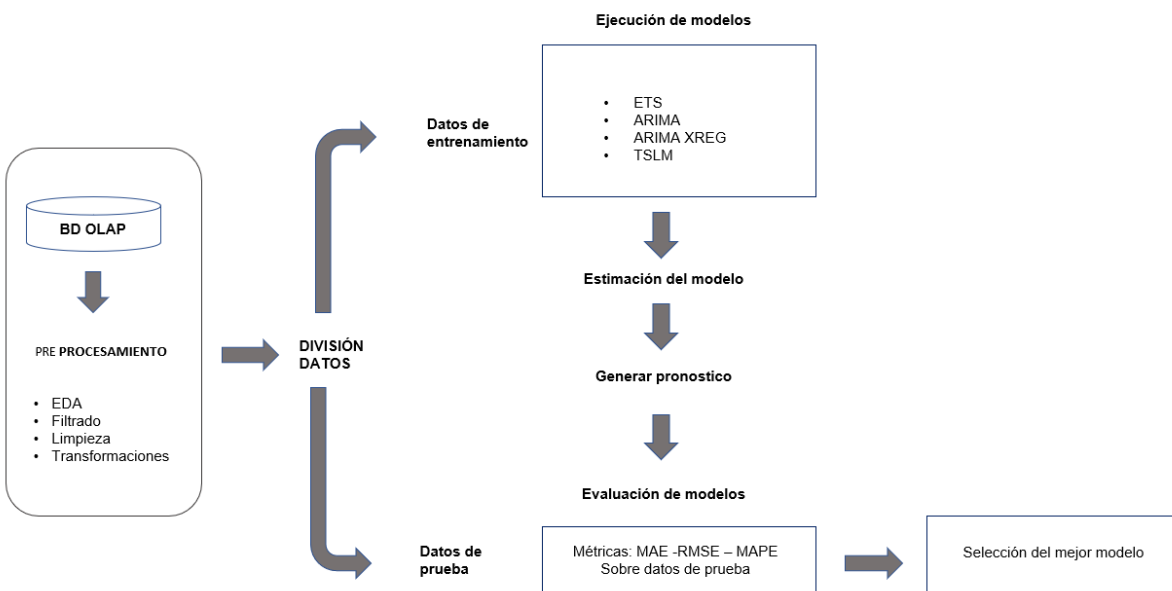 BD OLAP
PRE PROCESAMIENTO
• EDA
• Filtrado
• Limpieza
• Transformaciones
DIVISIÓN
DATOS
Datos de
entrenamiento
Ejecución de modelos
• ETS
• ARIMA
• ARIMA XREG
• TSLM
Estimación del modelo
Generar pronostico
Evaluación de modelos
Datos de
prueba
Métricas: MAE -RMSE – MAPE
Sobre datos de prueba
Selección del mejor modelo